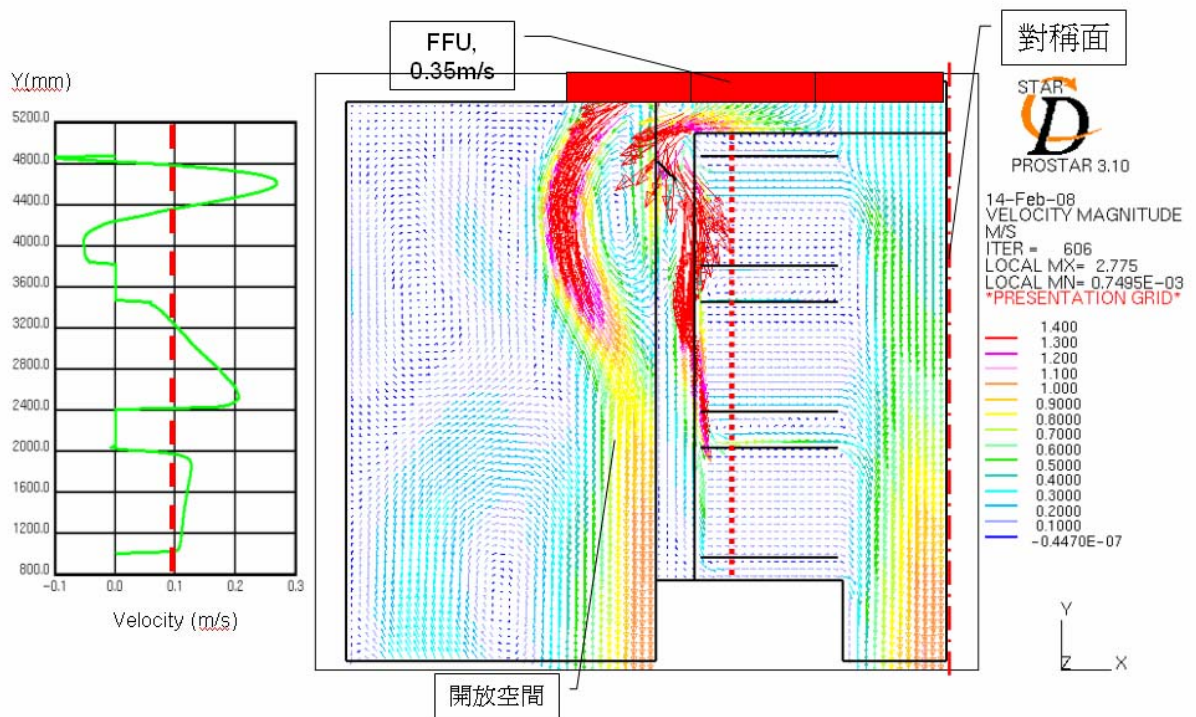 FFU,
0.35m/s
對稱面
Y(mm)
5200.0
4800.0
4400.0
4000.0
3600.0
3200.0
2800.0
2400.0
2000.0
1600.0
1200.0
800.0
-0.1
0.0
0.1
0.2
0.3
Velocity (m/s)
STAR
CD
PROSTAR 3.10
14-Feb-08
VELOCITY MAGNITUDE
M/S
ITER = 606
LOCAL MX= 2.775
LOCAL MN= 0.7495E-03
*PRESENTATION GRID*
1.400
1.300
1.200
1.100
1.000
0.9000
0.8000
0.7000
0.6000
0.5000
0.4000
0.3000
0.2000
0.1000
-0.4470E-07
Y
Z
X
開放空間